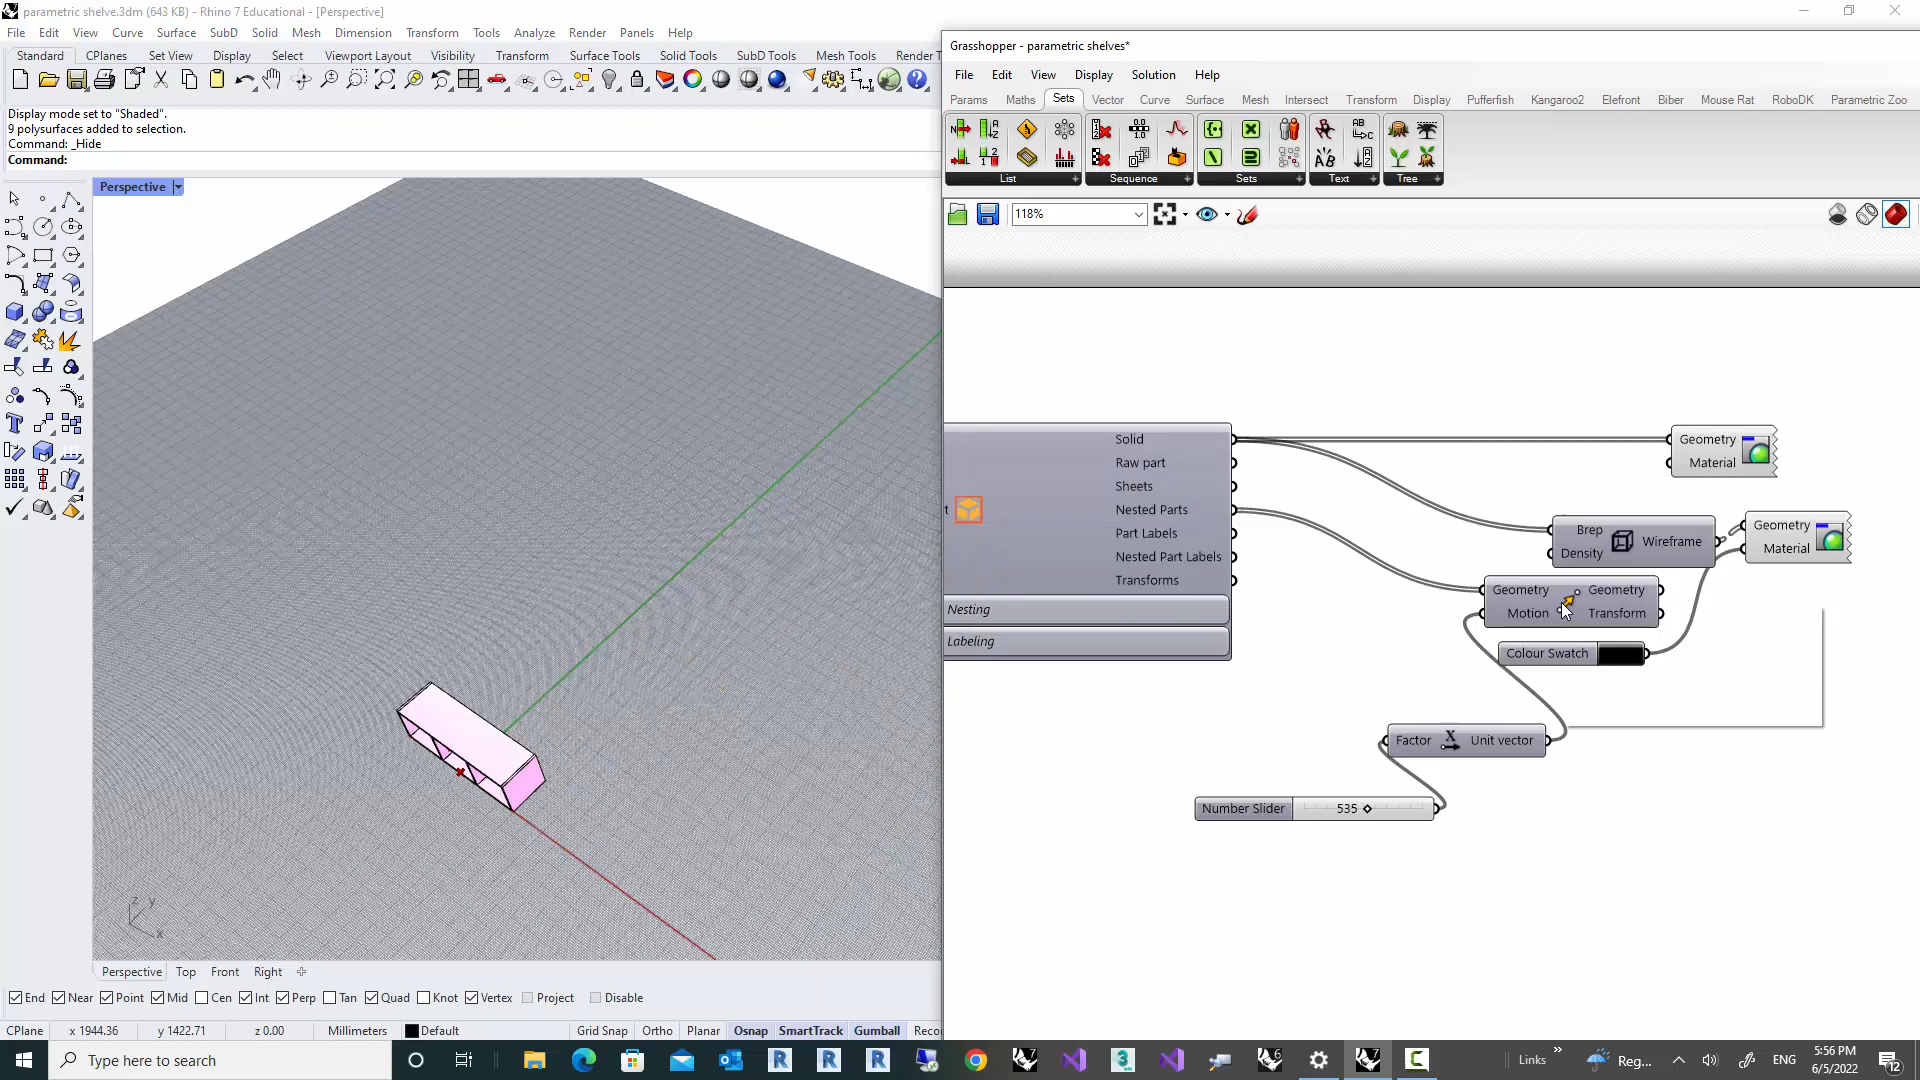 parametric shelve.3dm (643 KB) - Rhino 7 Educational - [Perspective]
File Edit View Curve Surface SubD Solid Mesh Dimension Transform Tools Analyze Render Panels Help
Standard CPlanes Set View Display Select Viewport Layout Visibility Transform Surface Tools Solid Tools SubD Tools Mesh Tools Render T
Display mode set to "Shaded".
9 polysurfaces added to selection.
Command: _Hide
Command:
Perspective
z y
x
Perspective Top Front Right
End Near Point Mid Cen Int Perp Tan Quad Knot Vertex Project Disable
CPlane x 1944.36 y 1422.71 z 0.00 Millimeters Default Grid Snap Ortho Planar Osnap SmartTrack Gumball Reco
Grasshopper - parametric shelves*
File Edit View Display Solution Help
Params Maths Sets Vector Curve Surface Mesh Intersect Transform Display Pufferfish Kangaroo2 Elefront Biber Mouse Rat RoboDK Parametric Zoo
List Sequence Sets Text Tree
118%
Solid
Raw part
Sheets
t Nested Parts
Part Labels
Nested Part Labels
Transforms
Nesting
Labeling
Geometry
Material
Brep Wireframe
Density
Geometry
Material
Geometry Geometry
Motion Transform
Colour Swatch
Factor X Unit vector
Number Slider 535
Type here to search
Links » Reg... ENG 5:56 PM
6/5/2022
12